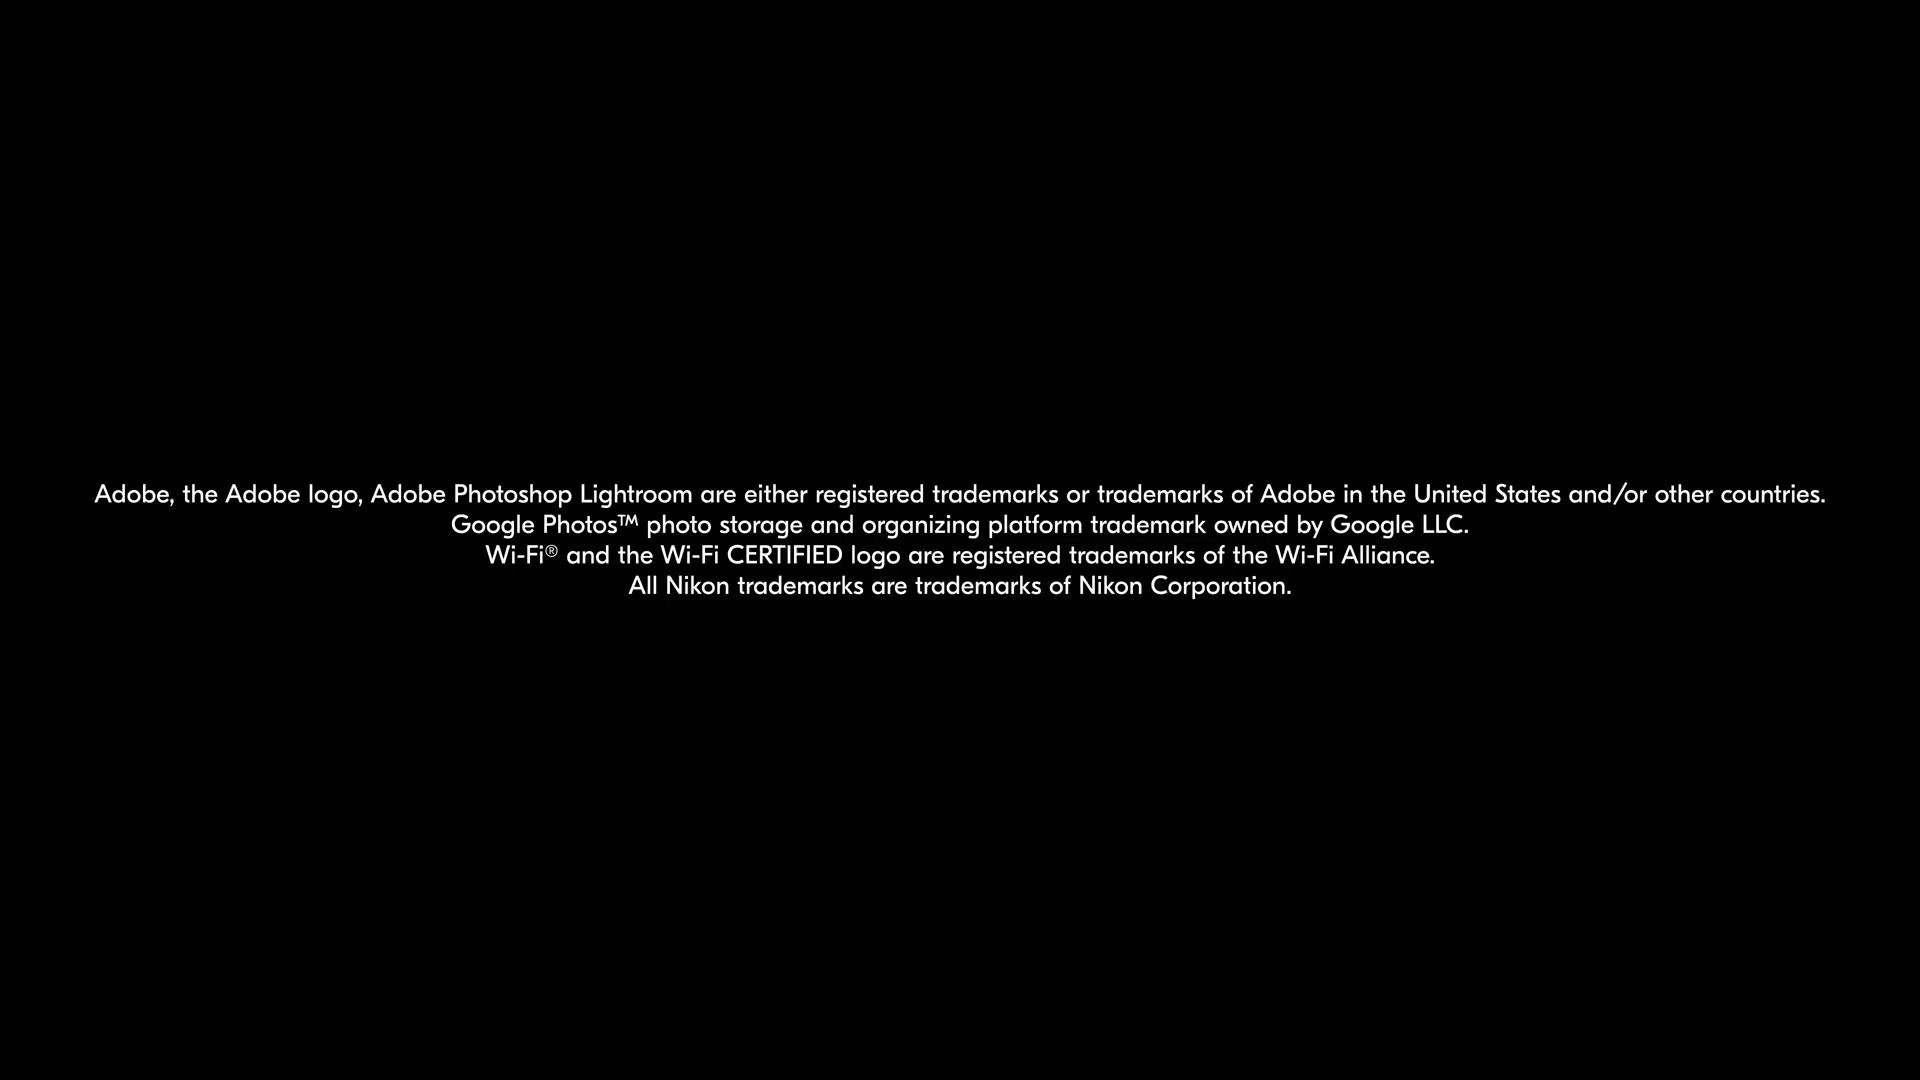 Adobe, the Adobe logo, Adobe Photoshop Lightroom are either registered trademarks or trademarks of Adobe in the United States and/or other countries.
Google Photos™ photo storage and organizing platform trademark owned by Google LLC.
Wi-Fi® and the Wi-Fi CERTIFIED logo are registered trademarks of the Wi-Fi Alliance.
All Nikon trademarks are trademarks of Nikon Corporation.